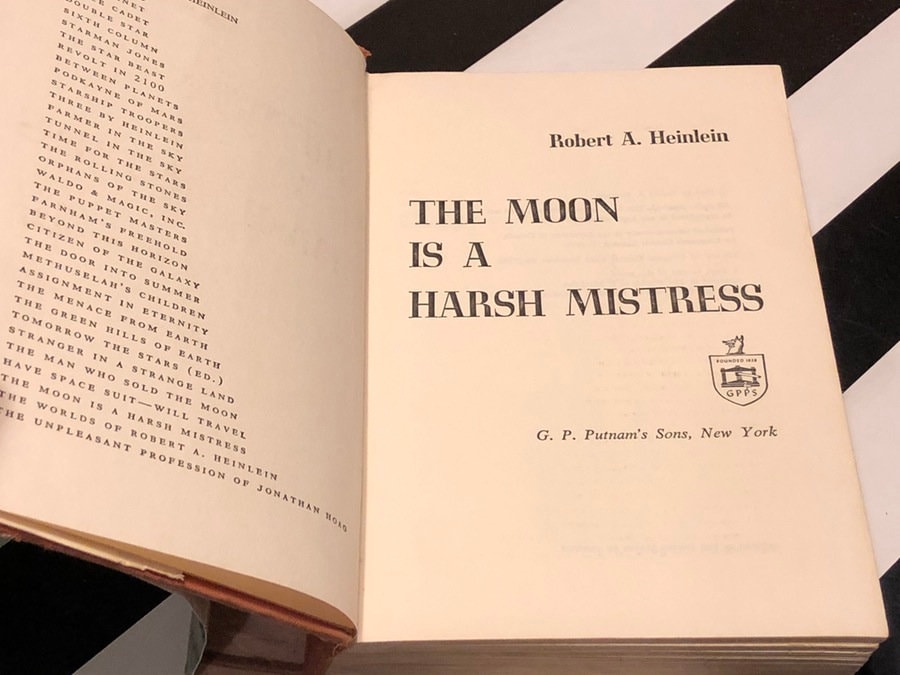 HEINLEIN
CADET
DOUBLE STAR
SIXTH COLUMN
STARMAN JONES
THE STAR BEAST
REVOLT IN 2100
BETWEEN PLANETS
PODKAYNE OF MARS
STARSHIP TROOPERS
THREE BY HEINLEIN
FARMER IN THE SKY
TUNNEL IN THE SKY
TIME FOR THE STARS
THE ROLLING STONES
ORPHANS OF THE SKY
WALDO & MAGIC, INC.
THE PUPPET MASTERS
FARNHAM'S FREEHOLD
BEYOND THIS HORIZON
CITIZEN OF THE GALAXY
THE DOOR INTO SUMMER
METHUSELAH'S CHILDREN
ASSIGNMENT IN ETERNITY
THE MENACE FROM EARTH
THE GREEN HILLS OF EARTH
TOMORROW THE STARS (ED.)
STRANGER IN A STRANGE LAND
THE MAN WHO SOLD THE MOON
HAVE SPACE SUIT—WILL TRAVEL
THE MOON IS A HARSH MISTRESS
THE WORLDS OF ROBERT A. HEINLEIN
THE UNPLEASANT PROFESSION OF JONATHAN HOAG
Robert A. Heinlein
THE MOON
IS A
HARSH MISTRESS
FOUNDED 1838
GPPS
G. P. Putnam's Sons, New York